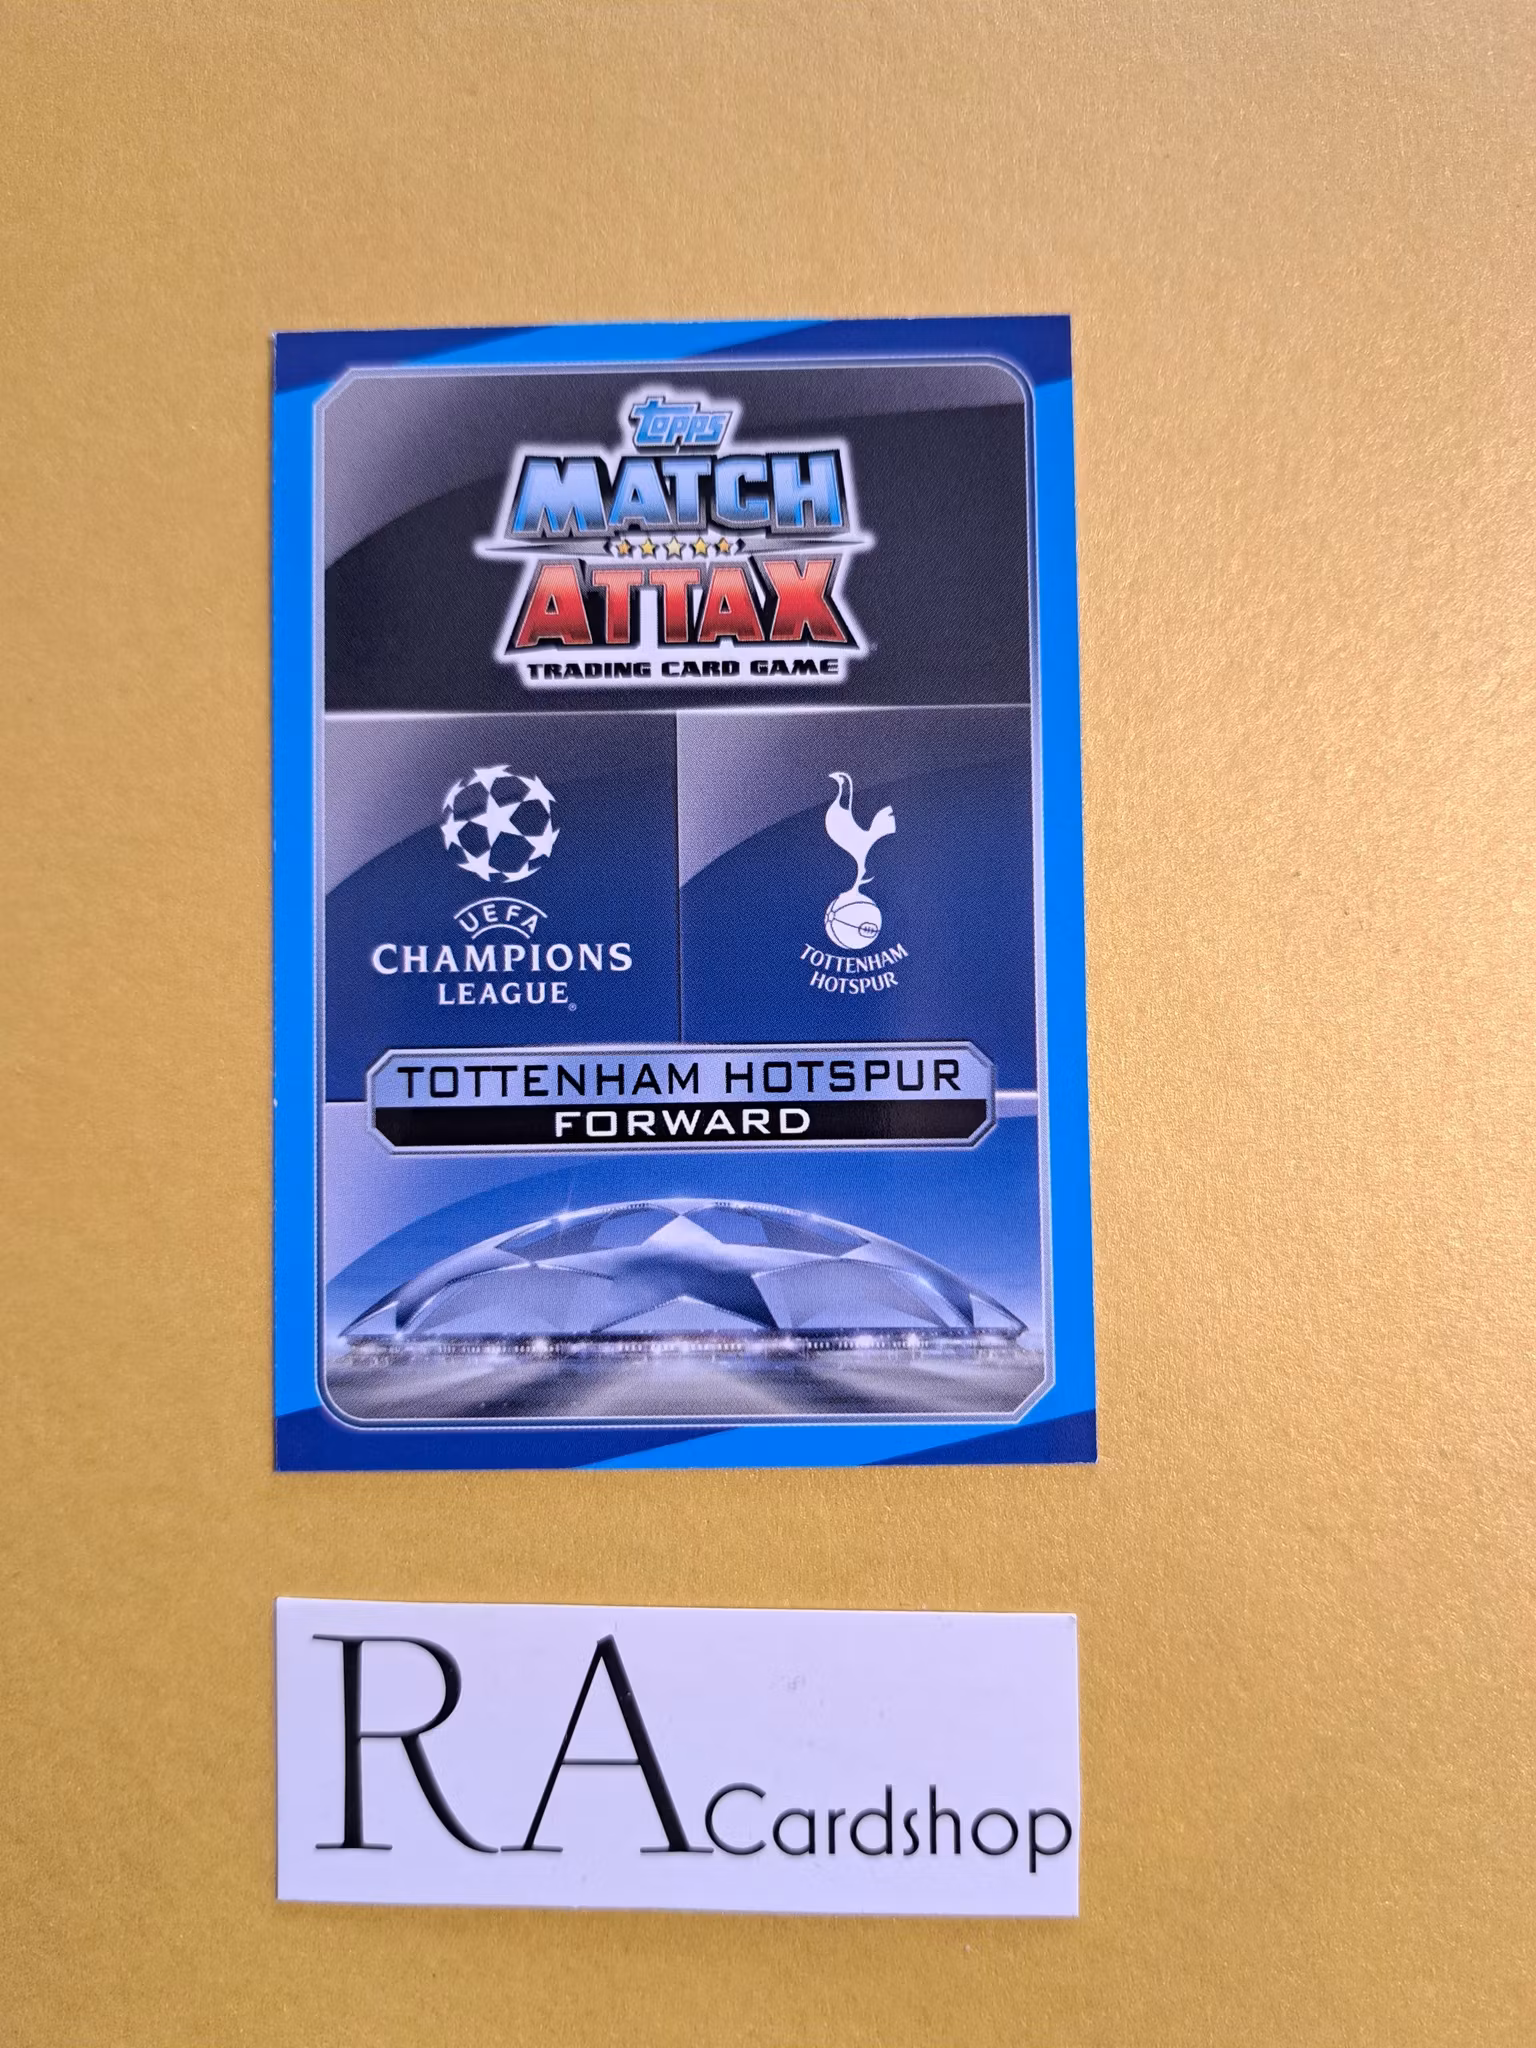 topps
MATCH
ATTAX
TRADING CARD GAME
UEFA
CHAMPIONS
LEAGUE®
TOTTENHAM
HOTSPUR
TOTTENHAM HOTSPUR
FORWARD
RA Cardshop